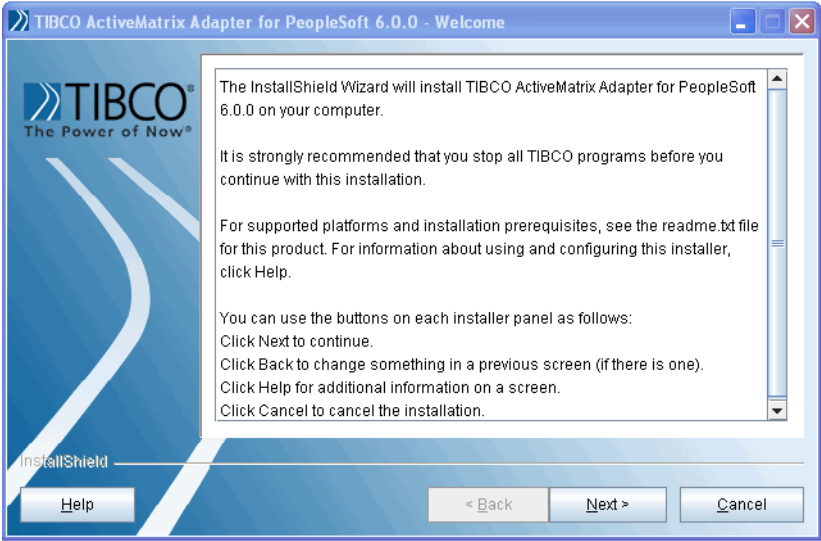 TIBCO ActiveMatrix Adapter for PeopleSoft 6.0.0 - Welcome
TIBCO®
The Power of Now®
The InstallShield Wizard will install TIBCO ActiveMatrix Adapter for PeopleSoft
6.0.0 on your computer.
It is strongly recommended that you stop all TIBCO programs before you
continue with this installation.
For supported platforms and installation prerequisites, see the readme.txt file
for this product. For information about using and configuring this installer,
click Help.
You can use the buttons on each installer panel as follows:
Click Next to continue.
Click Back to change something in a previous screen (if there is one).
Click Help for additional information on a screen.
Click Cancel to cancel the installation.
InstallShield
Help
< Back
Next >
Cancel